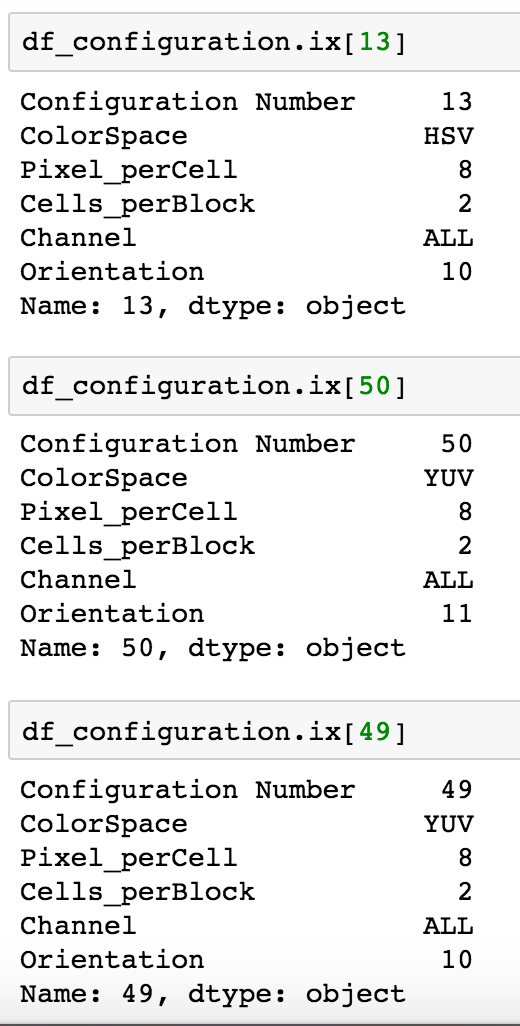 df_configuration.ix[13]
Configuration Number 13
ColorSpace HSV
Pixel_perCell 8
Cells_perBlock 2
Channel ALL
Orientation 10
Name: 13, dtype: object
df_configuration.ix[50]
Configuration Number 50
ColorSpace YUV
Pixel_perCell 8
Cells_perBlock 2
Channel ALL
Orientation 11
Name: 50, dtype: object
df_configuration.ix[49]
Configuration Number 49
ColorSpace YUV
Pixel_perCell 8
Cells_perBlock 2
Channel ALL
Orientation 10
Name: 49, dtype: object